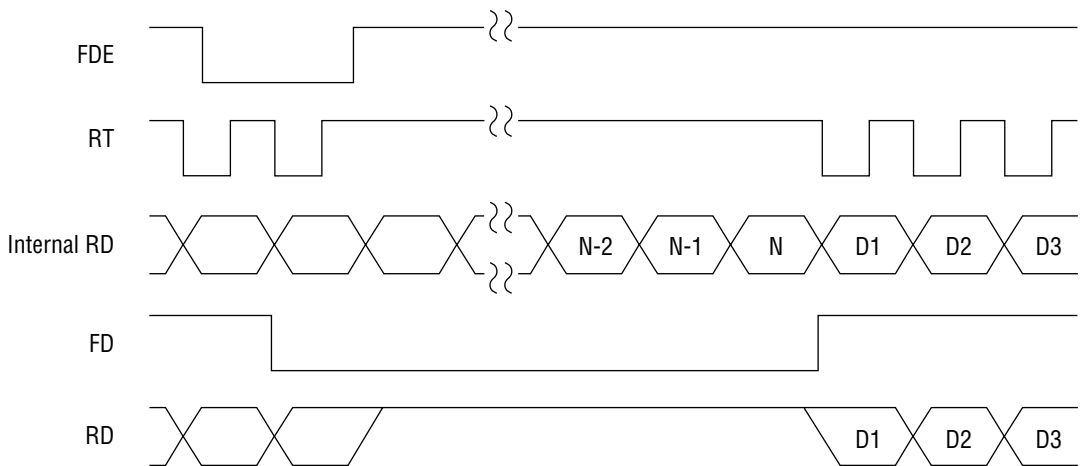 FDE
RT
Internal RD N-2 N-1 N D1 D2 D3
FD
RD D1 D2 D3